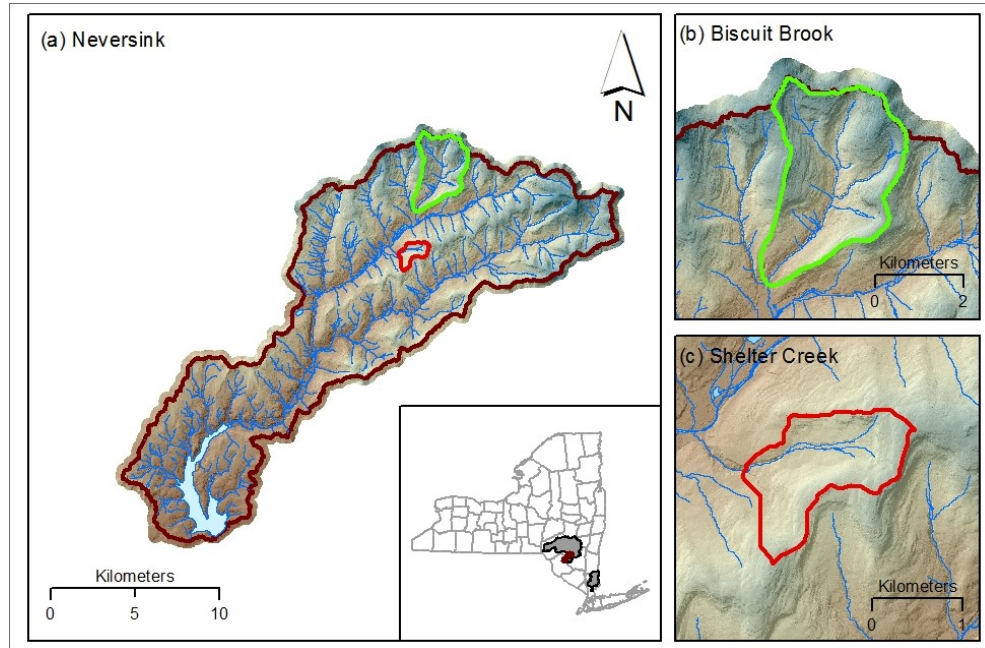 (a) Neversink
N
Kilometers
0 5 10
(b) Biscuit Brook
Kilometers
0 2
(c) Shelter Creek
Kilometers
0 1